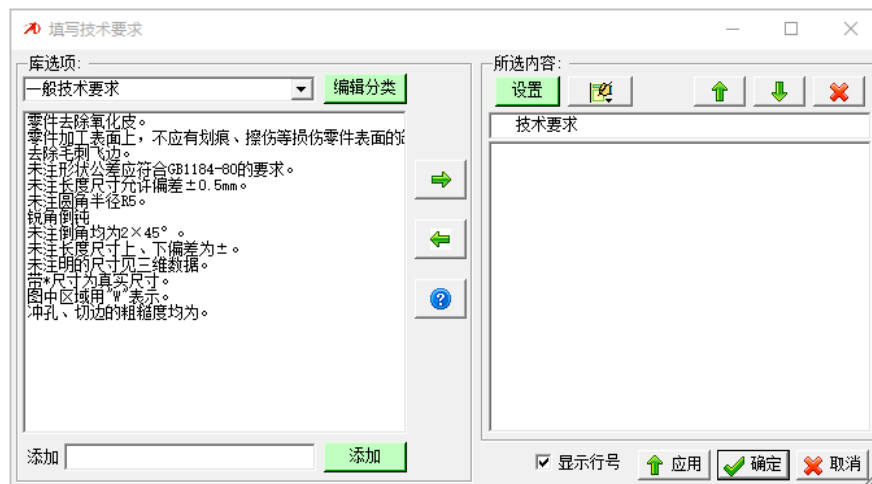 填写技术要求
库选项:
一般技术要求
编辑分类
零件去除氧化皮。
零件加工表面上，不应有划痕、擦伤等损伤零件表面的
去除毛刺飞边。
未注形状公差应符合GB1184-80的要求。
未注长度尺寸允许偏差±0.5mm。
未注圆角半径R5。
锐角倒钝
未注倒角均为2×45°。
未注长度尺寸上、下偏差为±。
未注明的尺寸见三维数据。
带*尺寸为真实尺寸。
图中区域用"W"表示。
冲孔、切边的粗糙度均为。
添加
添加
所选内容:
设置
技术要求
显示行号
应用
确定
取消